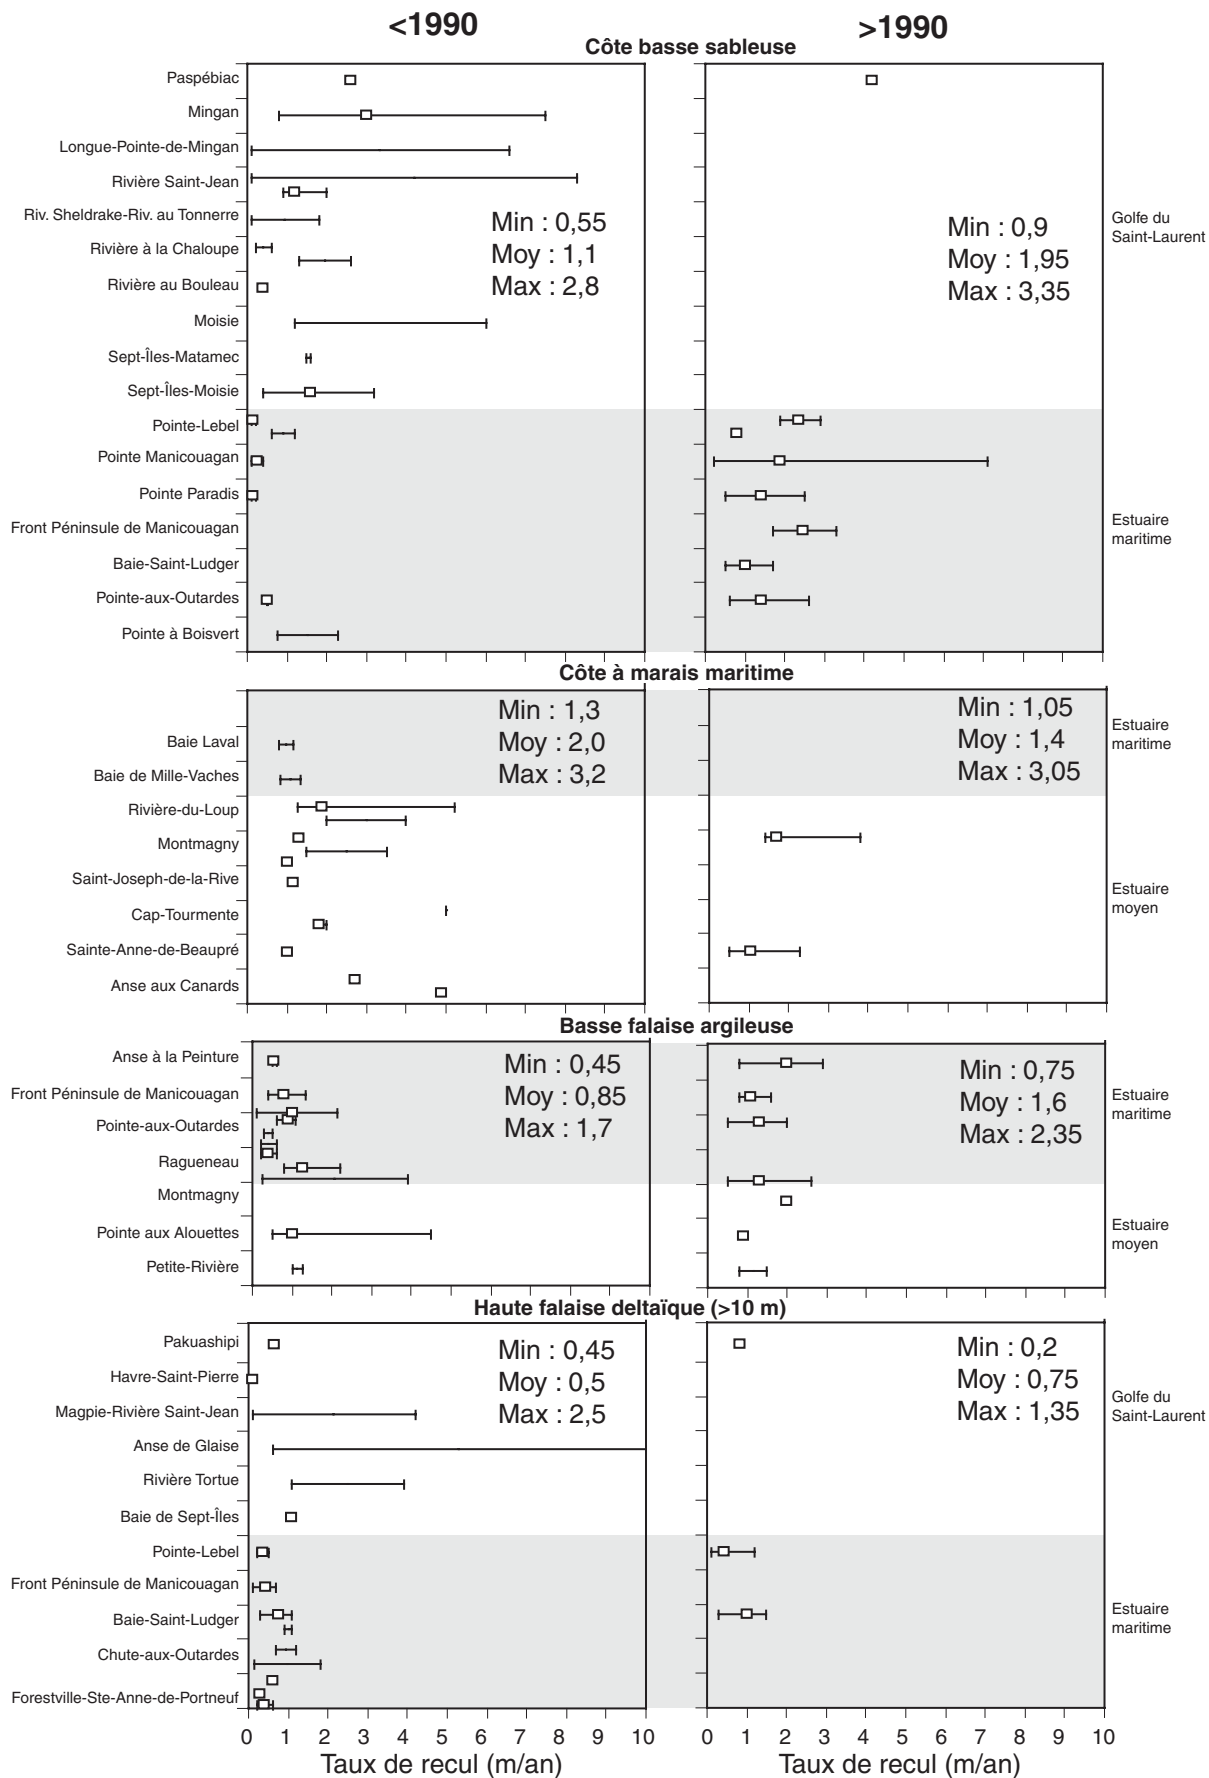 <1990
>1990
Côte basse sableuse
Paspébiac
Mingan
Longue-Pointe-de-Mingan
Rivière Saint-Jean
Riv. Sheldrake-Riv. au Tonnerre
Rivière à la Chaloupe
Rivière au Bouleau
Moisie
Sept-Îles-Matamec
Sept-Îles-Moisie
Pointe-Lebel
Pointe Manicouagan
Pointe Paradis
Front Péninsule de Manicouagan
Baie-Saint-Ludger
Pointe-aux-Outardes
Pointe à Boisvert
Min : 0,55
Moy : 1,1
Max : 2,8
Min : 0,9
Moy : 1,95
Max : 3,35
Golfe du
Saint-Laurent
Estuaire
maritime
Côte à marais maritime
Baie Laval
Baie de Mille-Vaches
Rivière-du-Loup
Montmagny
Saint-Joseph-de-la-Rive
Cap-Tourmente
Sainte-Anne-de-Beaupré
Anse aux Canards
Min : 1,3
Moy : 2,0
Max : 3,2
Min : 1,05
Moy : 1,4
Max : 3,05
Estuaire
maritime
Estuaire
moyen
Basse falaise argileuse
Anse à la Peinture
Front Péninsule de Manicouagan
Pointe-aux-Outardes
Ragueneau
Montmagny
Pointe aux Alouettes
Petite-Rivière
Min : 0,45
Moy : 0,85
Max : 1,7
Min : 0,75
Moy : 1,6
Max : 2,35
Estuaire
maritime
Estuaire
moyen
Haute falaise deltaïque (>10 m)
Pakuashipi
Havre-Saint-Pierre
Magpie-Rivière Saint-Jean
Anse de Glaise
Rivière Tortue
Baie de Sept-Îles
Pointe-Lebel
Front Péninsule de Manicouagan
Baie-Saint-Ludger
Chute-aux-Outardes
Forestville-Ste-Anne-de-Portneuf
Min : 0,45
Moy : 0,5
Max : 2,5
Min : 0,2
Moy : 0,75
Max : 1,35
Golfe du
Saint-Laurent
Estuaire
maritime
0 1 2 3 4 5 6 7 8 9 10
Taux de recul (m/an)
0 1 2 3 4 5 6 7 8 9 10
Taux de recul (m/an)